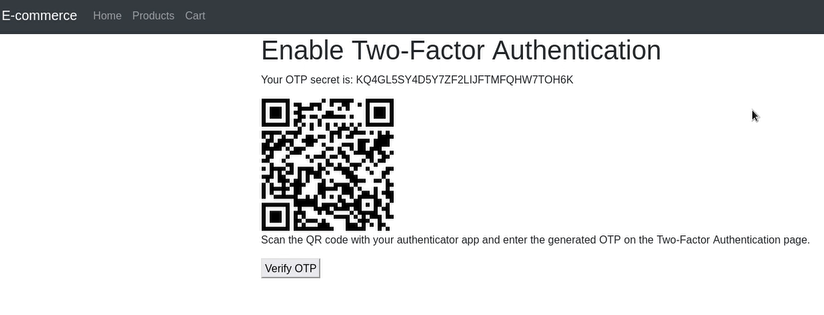 E-commerce Home Products Cart
Enable Two-Factor Authentication
Your OTP secret is: KQ4GL5SY4D5Y7ZF2LIJFTMFQHW7TOH6K
Scan the QR code with your authenticator app and enter the generated OTP on the Two-Factor Authentication page.
Verify OTP